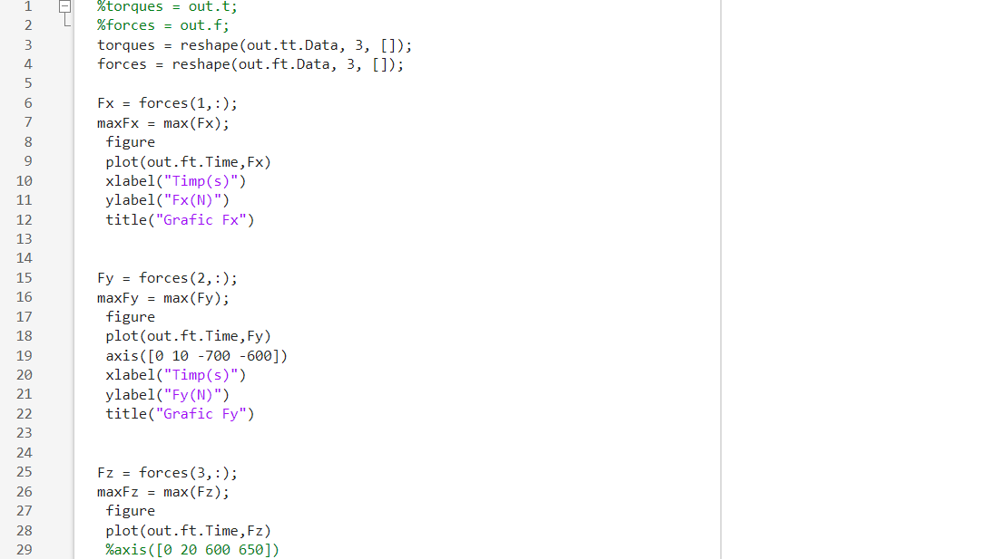 1 %torques = out.t;
2 %forces = out.f;
3 torques = reshape(out.tt.Data, 3, []);
4 forces = reshape(out.ft.Data, 3, []);
5
6 Fx = forces(1,:);
7 maxFx = max(Fx);
8 figure
9 plot(out.ft.Time,Fx)
10 xlabel("Timp(s)")
11 ylabel("Fx(N)")
12 title("Grafic Fx")
13
14
15 Fy = forces(2,:);
16 maxFy = max(Fy);
17 figure
18 plot(out.ft.Time,Fy)
19 axis([0 10 -700 -600])
20 xlabel("Timp(s)")
21 ylabel("Fy(N)")
22 title("Grafic Fy")
23
24
25 Fz = forces(3,:);
26 maxFz = max(Fz);
27 figure
28 plot(out.ft.Time,Fz)
29 %axis([0 20 600 650])